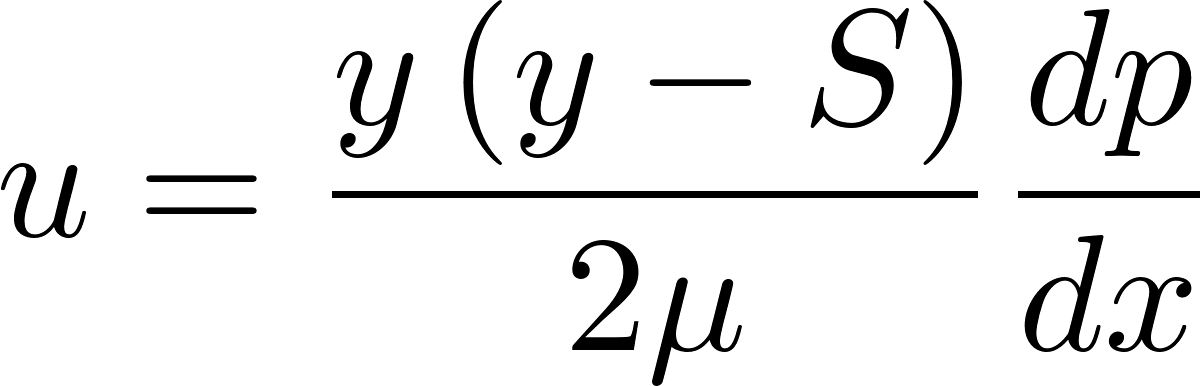 u = \frac{y\,(y - S)}{2\mu} \frac{dp}{dx}